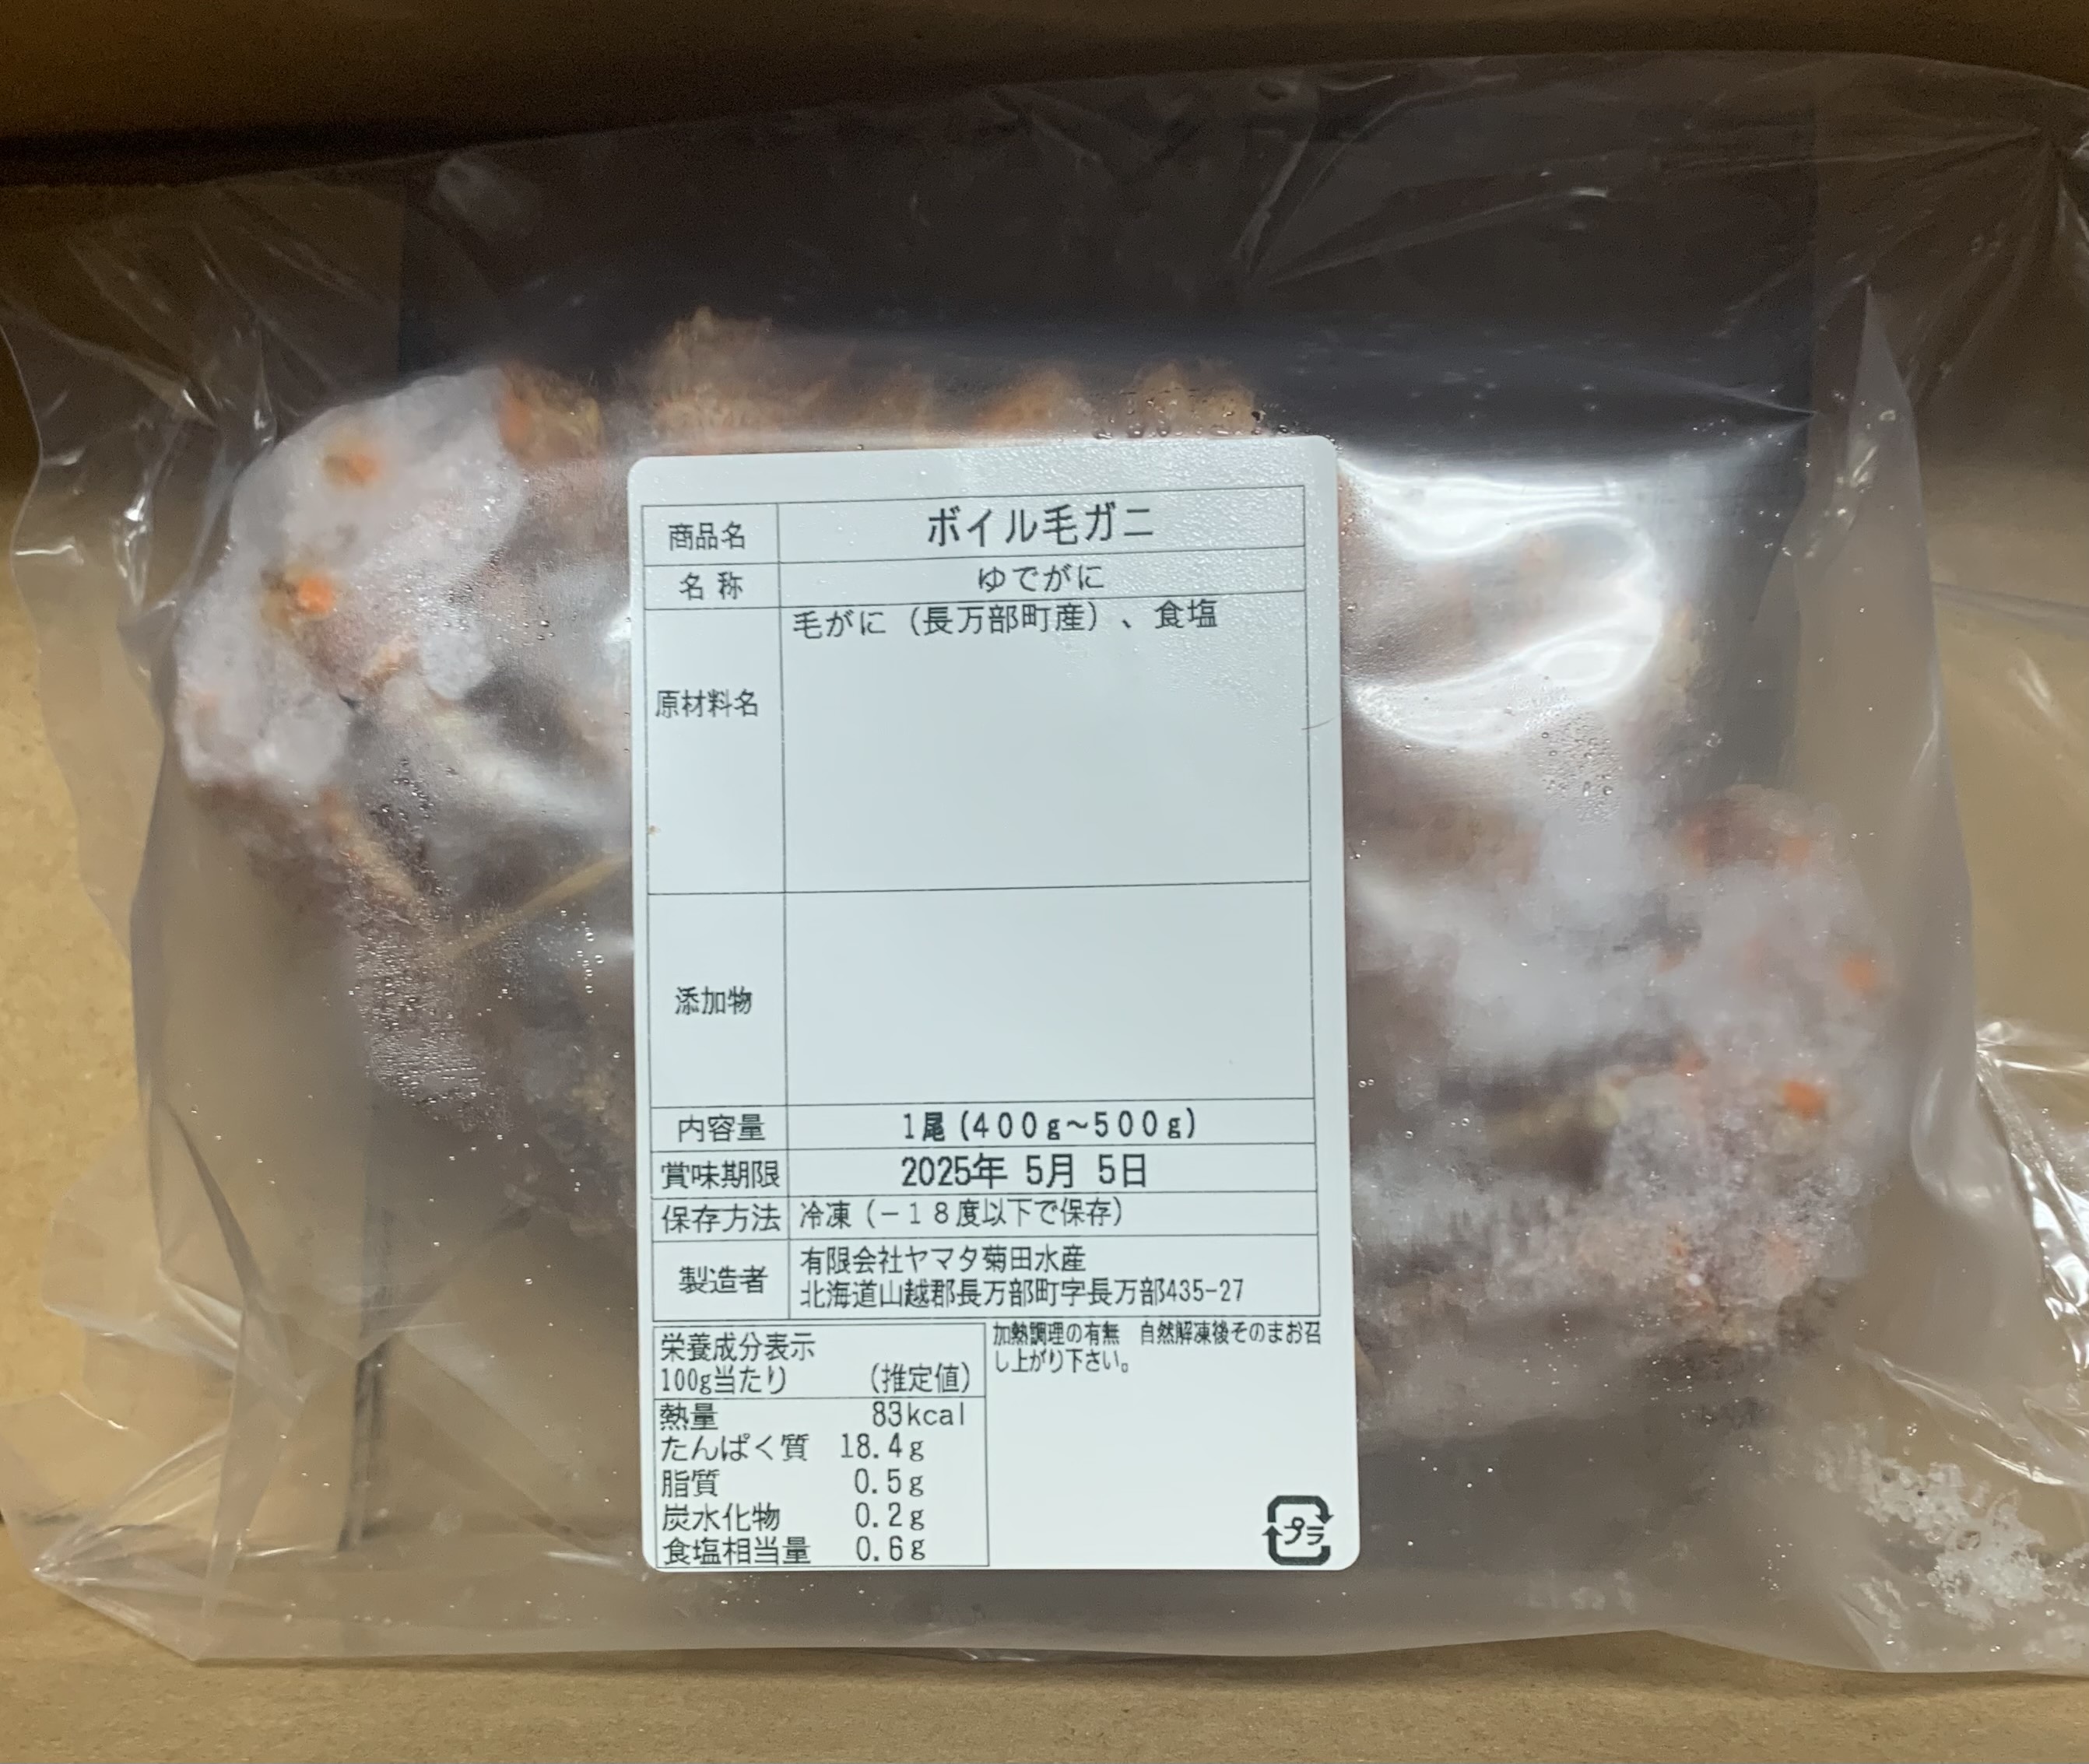 商品名 ボイル毛ガニ
名 称 ゆでがに
原材料名 毛がに（長万部町産）、食塩
添加物
内容量 1尾(400g～500g)
賞味期限 2025年 5月 5日
保存方法 冷凍（－１８度以下で保存）
製造者 有限会社ヤマタ菊田水産
北海道山越郡長万部町字長万部435-27
栄養成分表示
100g当たり （推定値）
熱量 83kcal
たんぱく質 18.4g
脂質 0.5g
炭水化物 0.2g
食塩相当量 0.6g
加熱調理の有無　自然解凍後そのまお召
し上がり下さい。
プラ